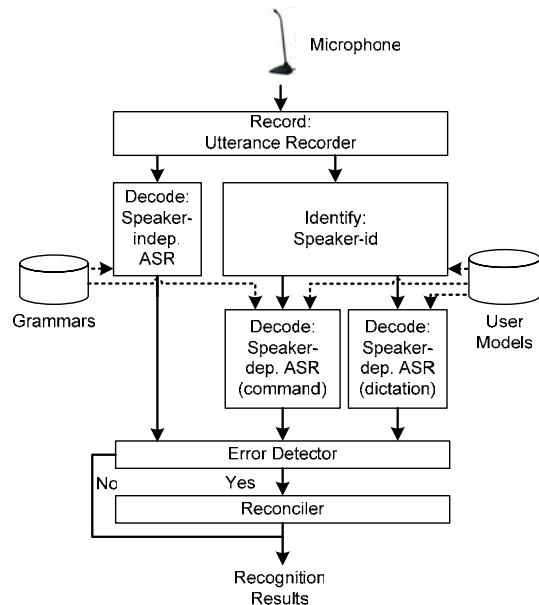 Microphone
Record:
Utterance Recorder
Decode:
Speaker-
indep.
ASR
Identify:
Speaker-id
Grammars
User
Models
Decode:
Speaker-
dep. ASR
(command)
Decode:
Speaker-
dep. ASR
(dictation)
Error Detector
No
Yes
Reconciler
Recognition
Results